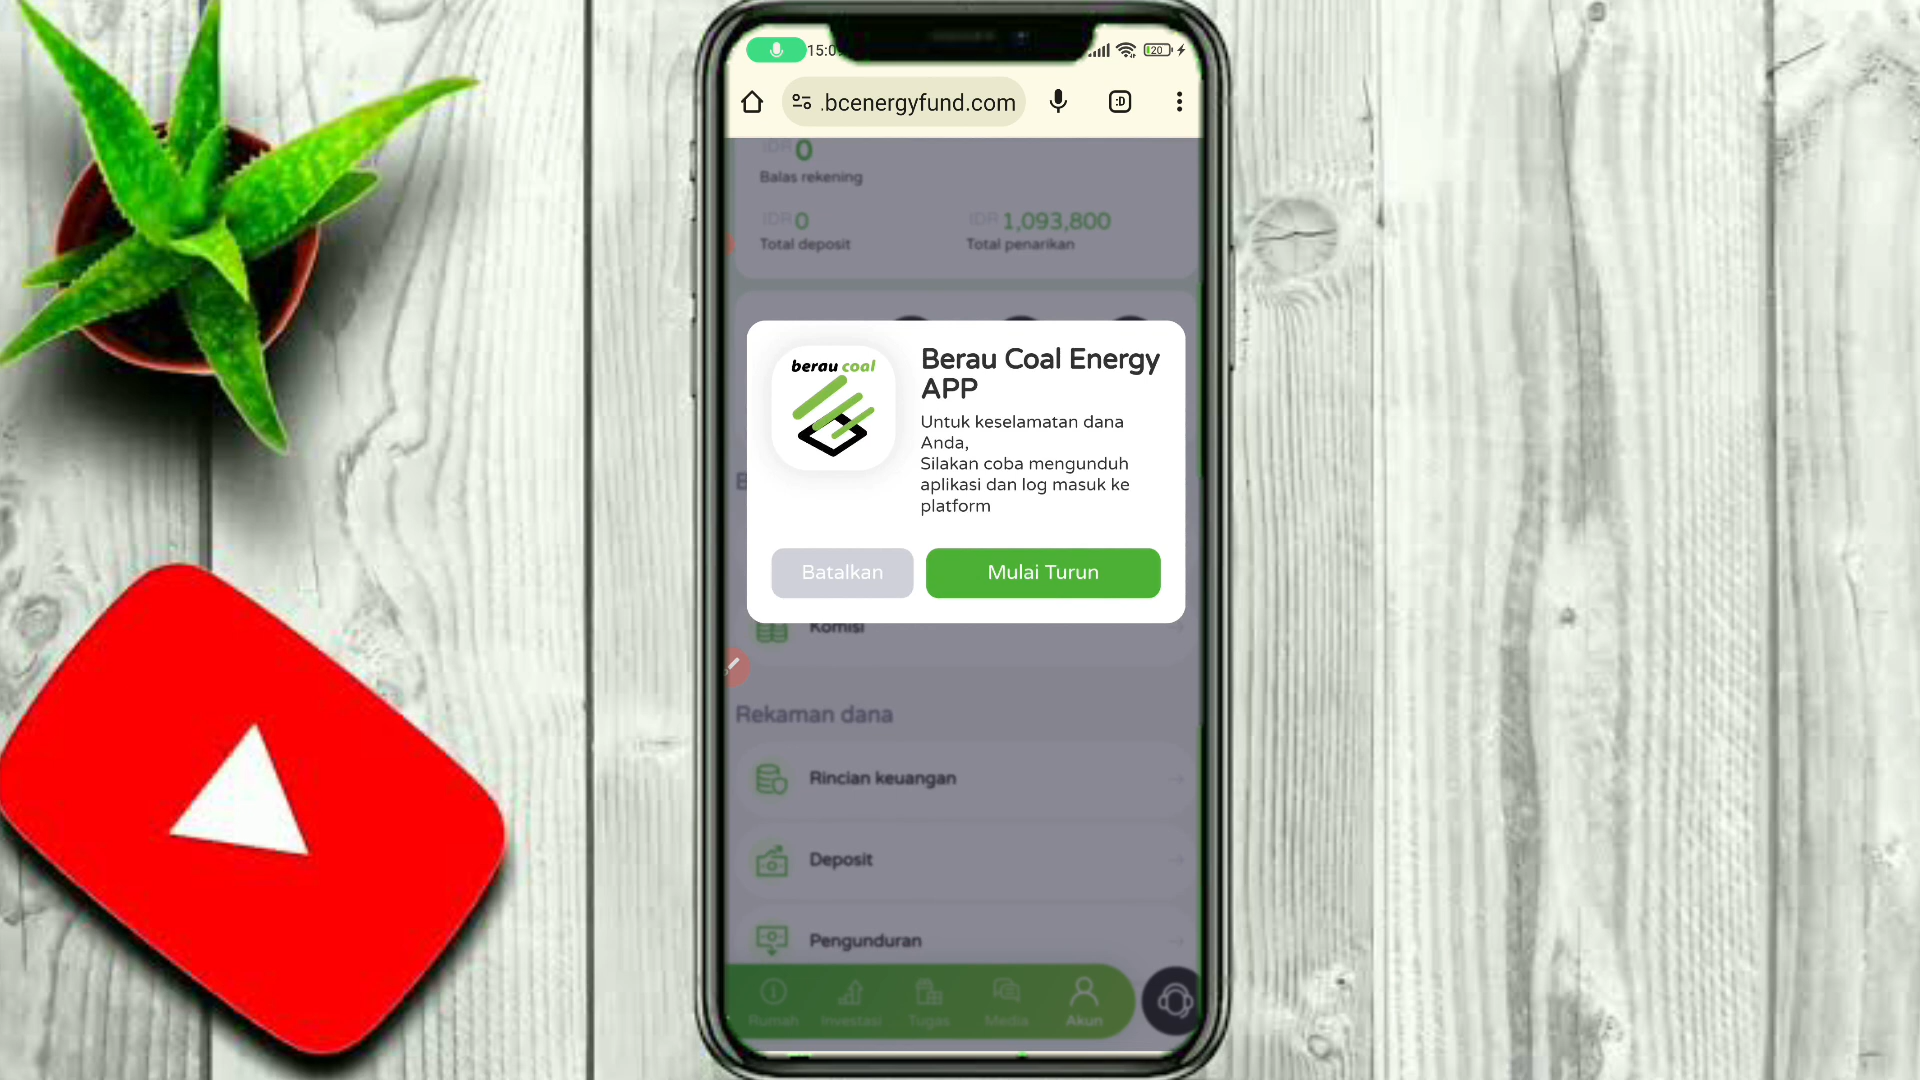 15:0
20
.bcenergyfund.com
:D
IDR 0
Balas rekening
IDR 0
IDR 1,093,800
Total deposit
Total penarikan
berau coal
Berau Coal Energy
APP
Untuk keselamatan dana
Anda,
Silakan coba mengunduh
aplikasi dan log masuk ke
platform
B
Batalkan
Mulai Turun
Komisi
Rekaman dana
Rincian keuangan
Deposit
Pengunduran
Rumah
Investasi
Tugas
Media
Akun